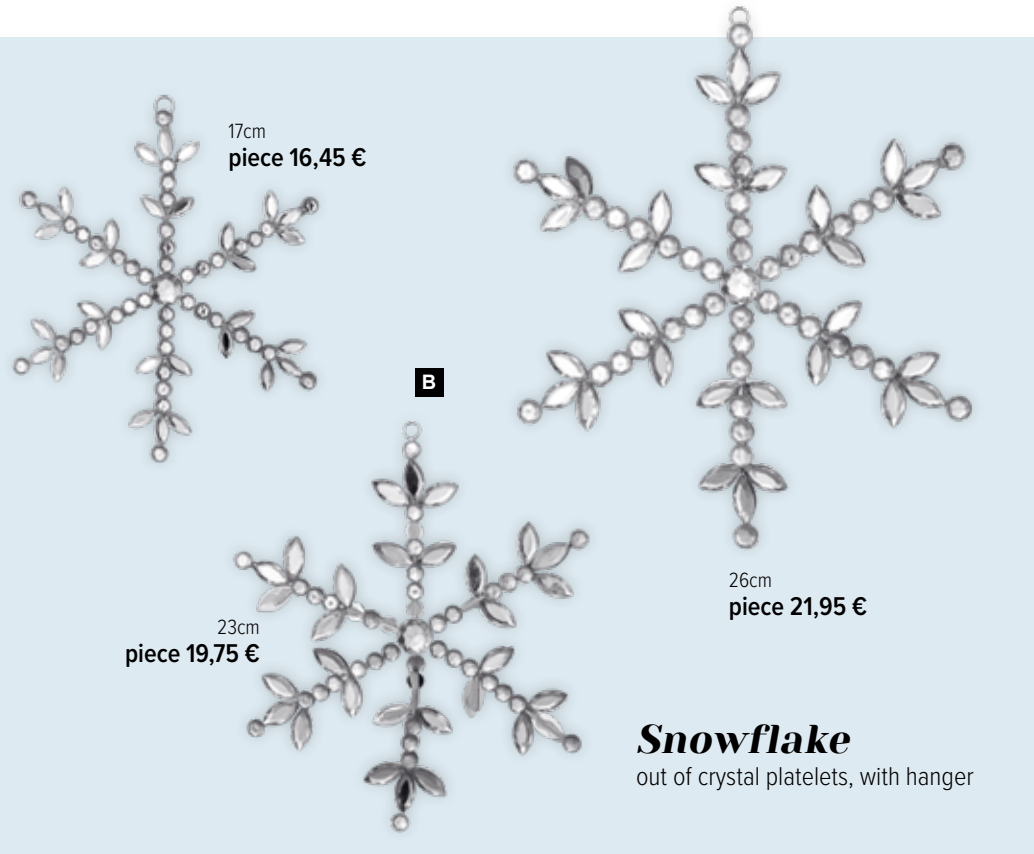 17cm
piece 16,45 €
B
26cm
piece 21,95 €
23cm
piece 19,75 €
Snowflake
out of crystal platelets, with hanger